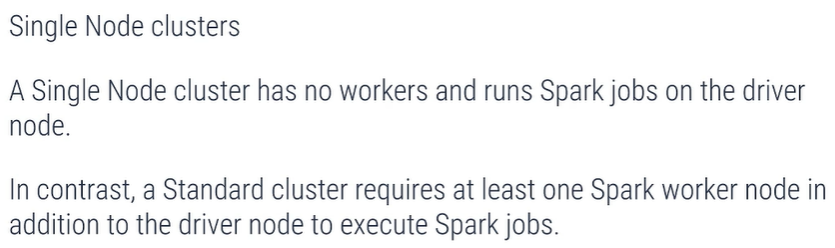 Single Node clusters
A Single Node cluster has no workers and runs Spark jobs on the driver
node.
In contrast, a Standard cluster requires at least one Spark worker node in
addition to the driver node to execute Spark jobs.